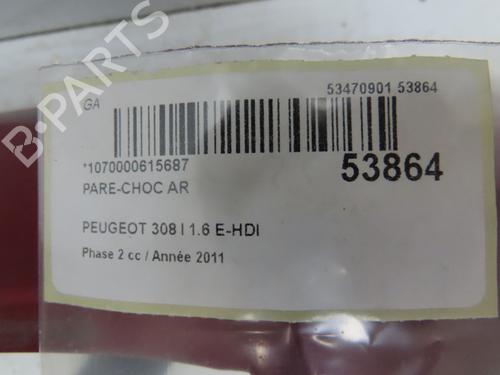 GA
53470901 53864
*1070000615687
53864
PARE-CHOC AR
PEUGEOT 308 I 1.6 E-HDI
Phase 2 cc / Année 2011
B-PARTS